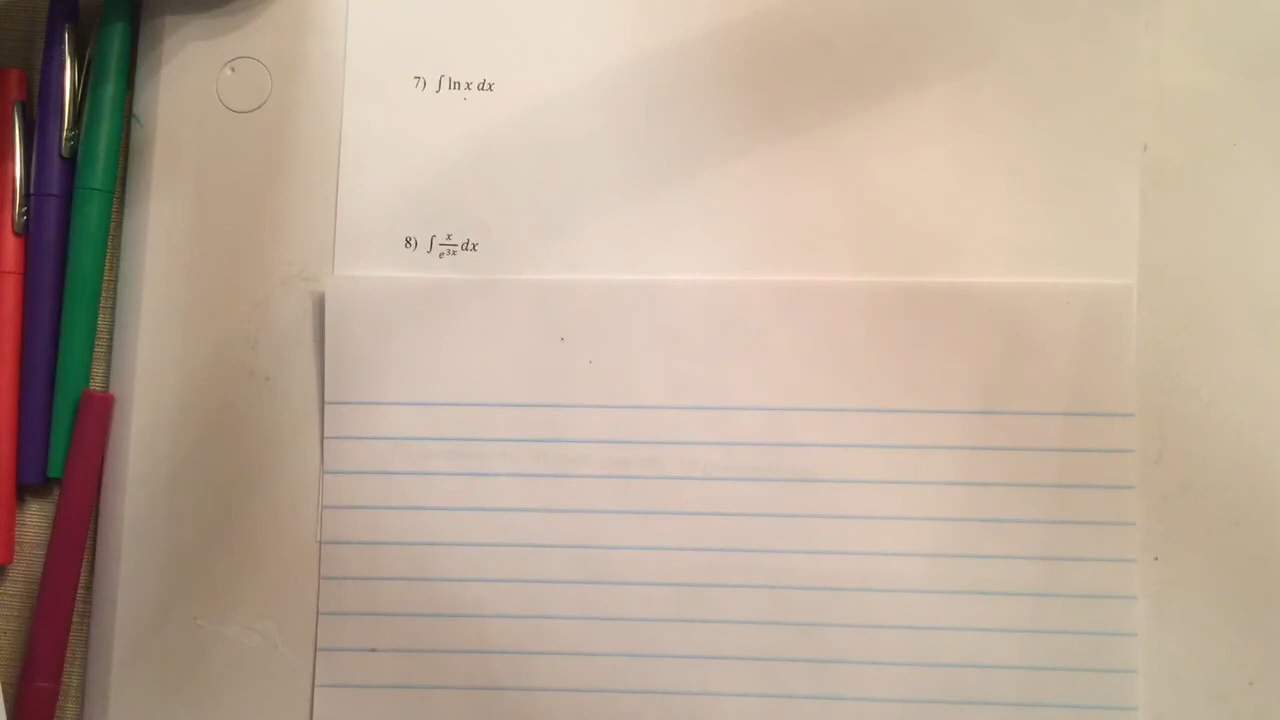 7) ∫ ln x dx
8) ∫ x/e^{3x} dx